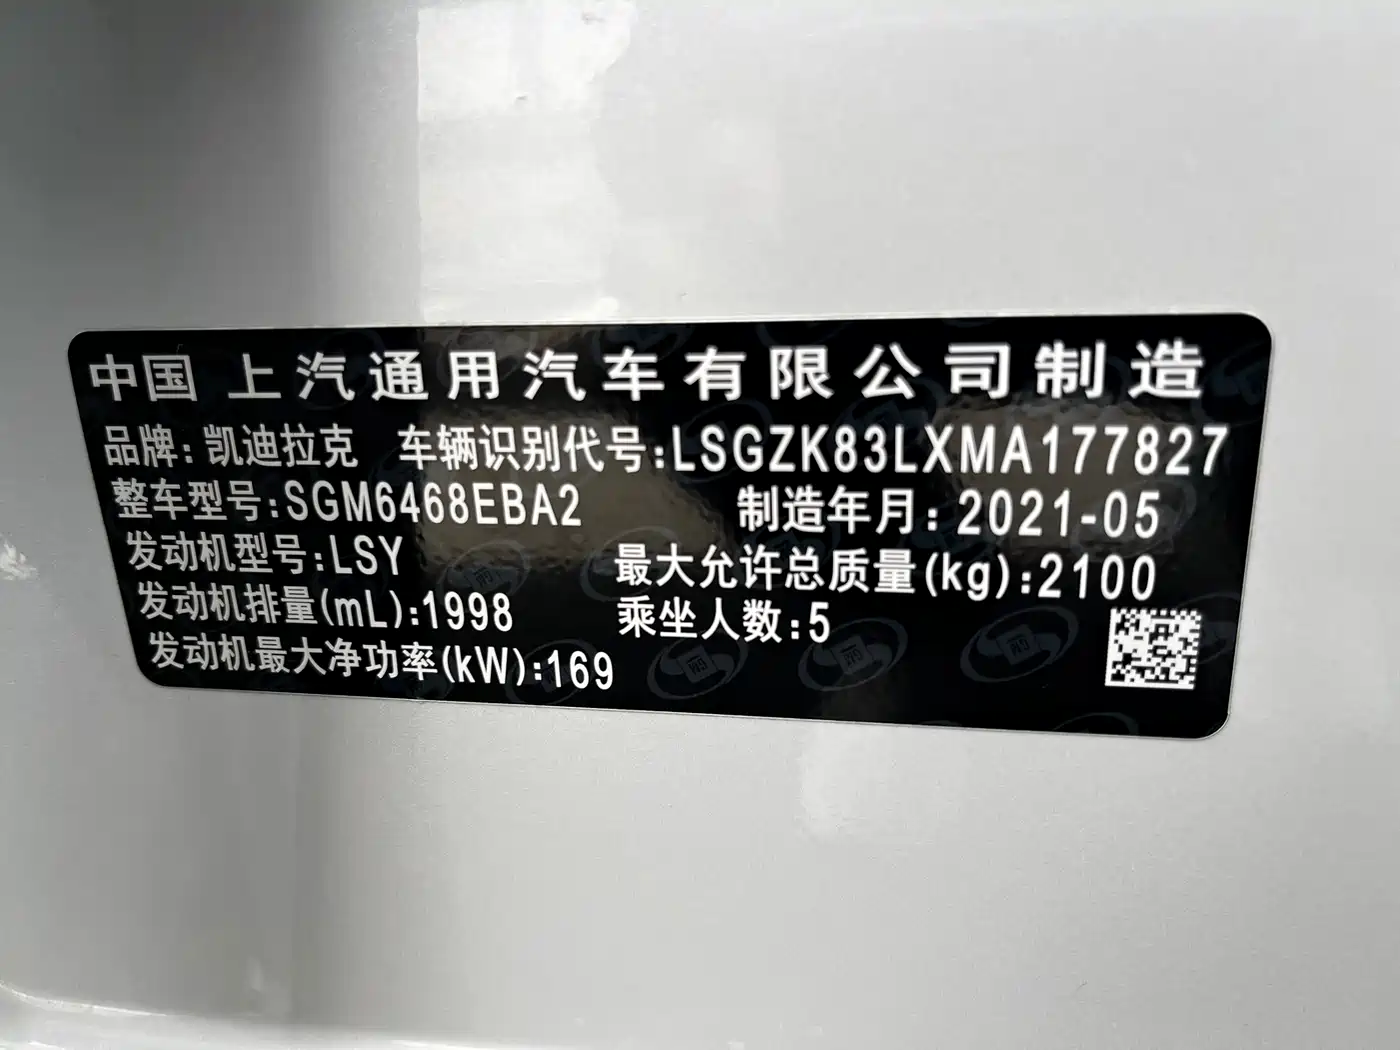 中国 上汽通用汽车有限公司制造
品牌: 凯迪拉克 车辆识别代号:LSGZK83LXMA177827
整车型号:SGM6468EBA2 制造年月: 2021-05
发动机型号:LSY 最大允许总质量(kg):2100
发动机排量(mL):1998 乘坐人数:5
发动机最大净功率(kW):169